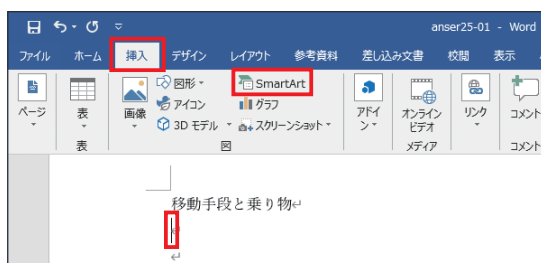 anser25-01 - Word
ファイル ホーム 挿入 デザイン レイアウト 参考資料 差し込み文書 校閲 表示
ページ
表
画像
図形
アイコン
3D モデル
SmartArt
グラフ
スクリーンショット
アドイン
オンライン
ビデオ
リンク
コメント
表 図 メディア コメント
移動手段と乗り物